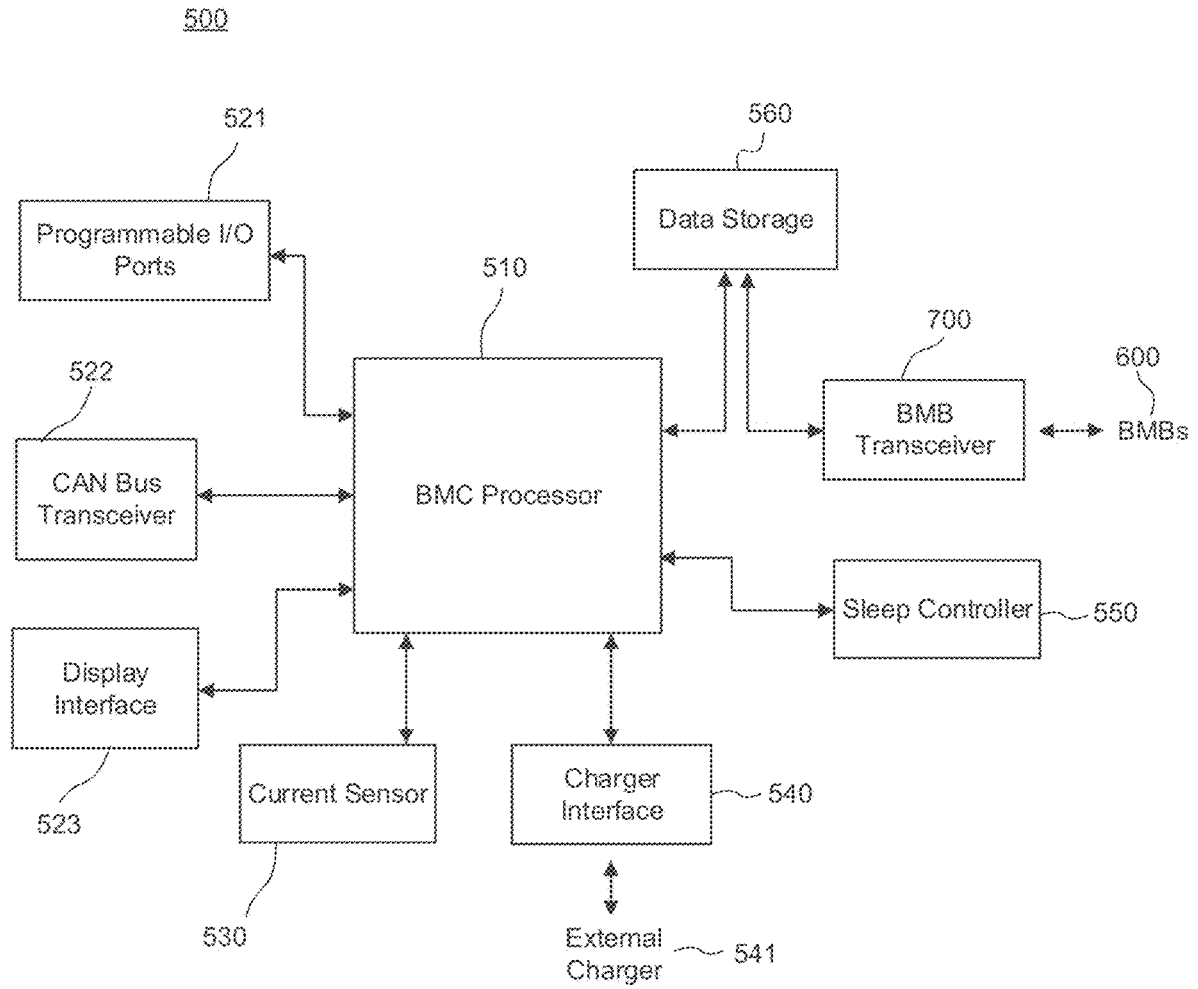 500
521
Programmable I/O
Ports
560
Data Storage
510
700
BMB
Transceiver
600
BMBs
522
CAN Bus
Transceiver
BMC Processor
Sleep Controller
550
Display
Interface
523
Current Sensor
530
Charger
Interface
540
External
Charger
541